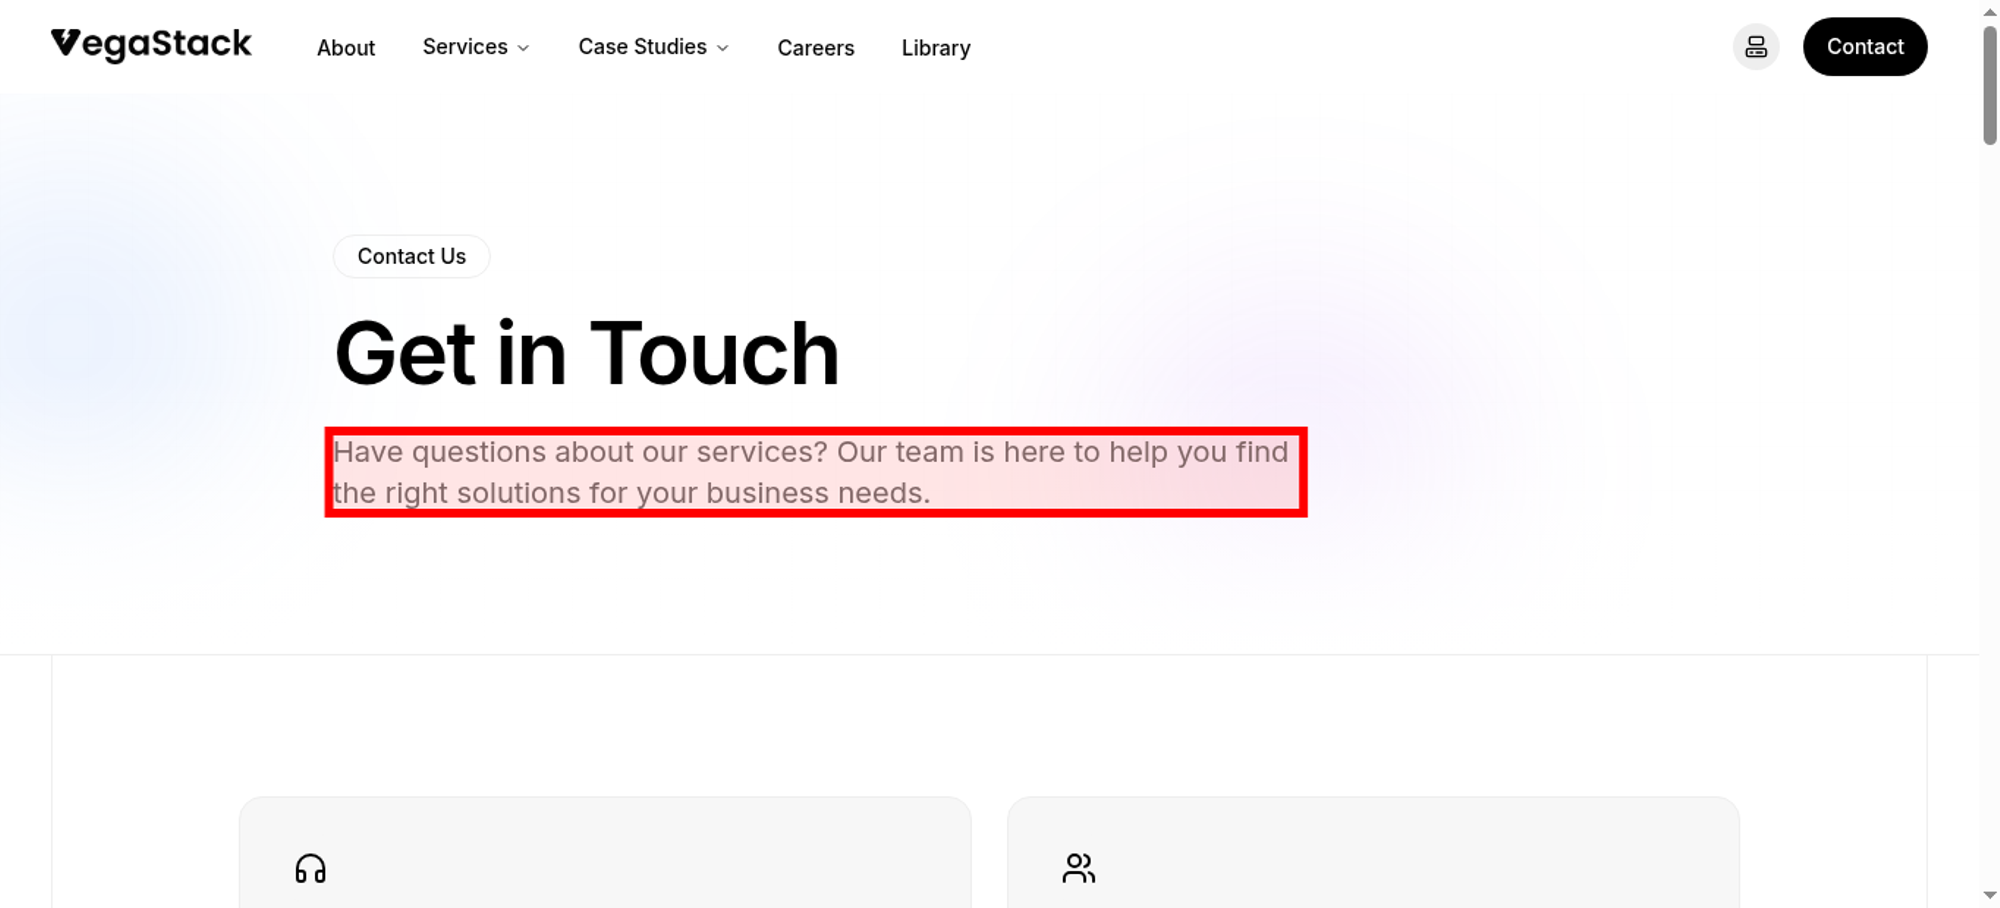 VegaStack
About
Services
Case Studies
Careers
Library
Contact
Contact Us
Get in Touch
Have questions about our services? Our team is here to help you find
the right solutions for your business needs.